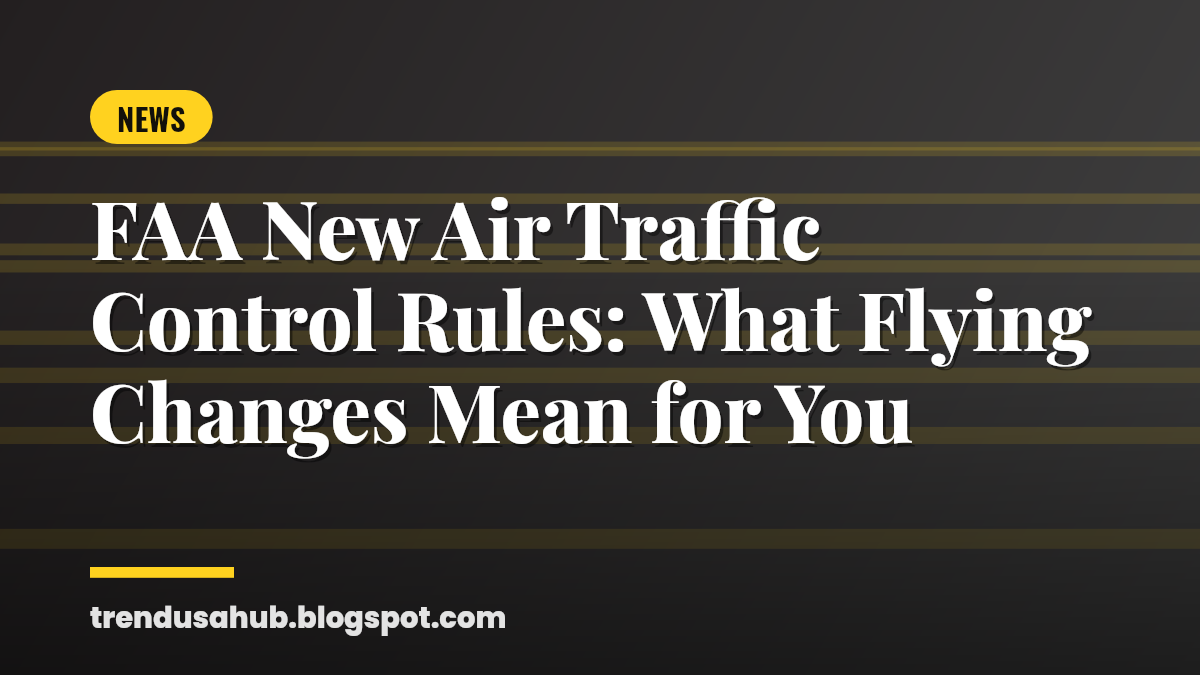 NEWS
FAA New Air Traffic
Control Rules: What Flying
Changes Mean for You
trendusahub.blogspot.com